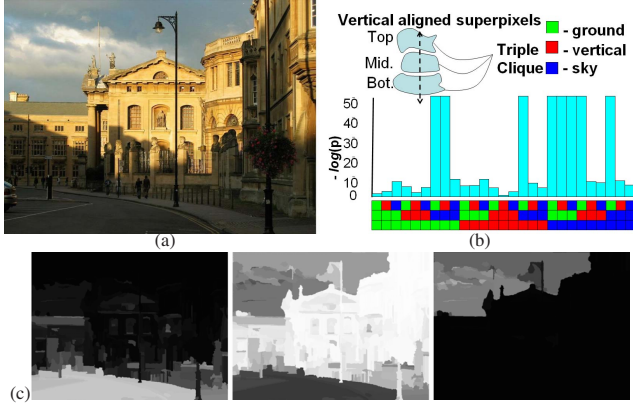 Vertical aligned superpixels
Top
Mid.
Bot.
Triple
Clique
- ground
- vertical
- sky
- log(p)
50
40
30
20
10
0
(a)
(b)
(c)